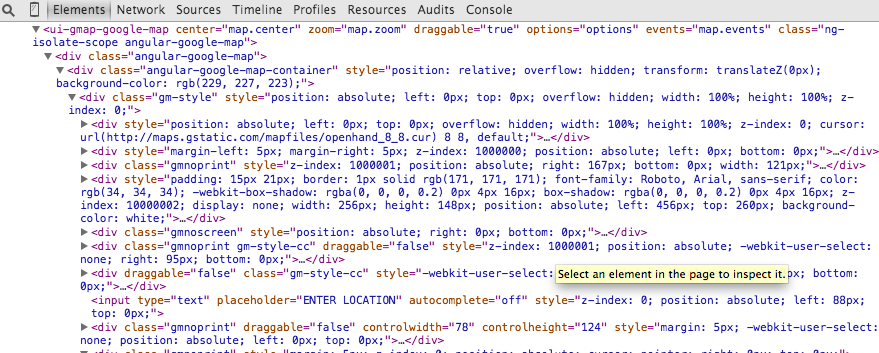 Elements Network Sources Timeline Profiles Resources Audits Console
▼<ui-gmap-google-map center="map.center" zoom="map.zoom" draggable="true" options="options" events="map.events" class="ng-
isolate-scope angular-google-map">
▼<div class="angular-google-map">
▼<div class="angular-google-map-container" style="position: relative; overflow: hidden; transform: translateZ(0px);
background-color: rgb(229, 227, 223);">
▼<div class="gm-style" style="position: absolute; left: 0px; top: 0px; overflow: hidden; width: 100%; height: 100%; z-
index: 0;">
▶<div style="position: absolute; left: 0px; top: 0px; overflow: hidden; width: 100%; height: 100%; z-index: 0; cursor:
url(http://maps.gstatic.com/mapfiles/openhand_8_8.cur) 8 8, default;">…</div>
▶<div style="margin-left: 5px; margin-right: 5px; z-index: 1000000; position: absolute; left: 0px; bottom: 0px;">…</div>
▶<div class="gmnoprint" style="z-index: 1000001; position: absolute; right: 167px; bottom: 0px; width: 121px;">…</div>
▶<div style="padding: 15px 21px; border: 1px solid rgb(171, 171, 171); font-family: Roboto, Arial, sans-serif; color:
rgb(34, 34, 34); -webkit-box-shadow: rgba(0, 0, 0, 0.2) 0px 4px 16px; box-shadow: rgba(0, 0, 0, 0.2) 0px 4px 16px; z-
index: 10000002; display: none; width: 256px; height: 148px; position: absolute; left: 456px; top: 260px; background-
color: white;">…</div>
▶<div class="gmnoscreen" style="position: absolute; right: 0px; bottom: 0px;">…</div>
▶<div class="gmnoprint gm-style-cc" draggable="false" style="z-index: 1000001; position: absolute; -webkit-user-select:
none; right: 95px; bottom: 0px;">…</div>
▶<div draggable="false" class="gm-style-cc" style="-webkit-user-select: px; bottom:
Select an element in the page to inspect it.
0px;">…</div>
<input type="text" placeholder="ENTER LOCATION" autocomplete="off" style="z-index: 0; position: absolute; left: 88px;
top: 0px;">
▶<div class="gmnoprint" draggable="false" controlwidth="78" controlheight="124" style="margin: 5px; -webkit-user-select:
none; position: absolute; left: 0px; top: 0px;">…</div>